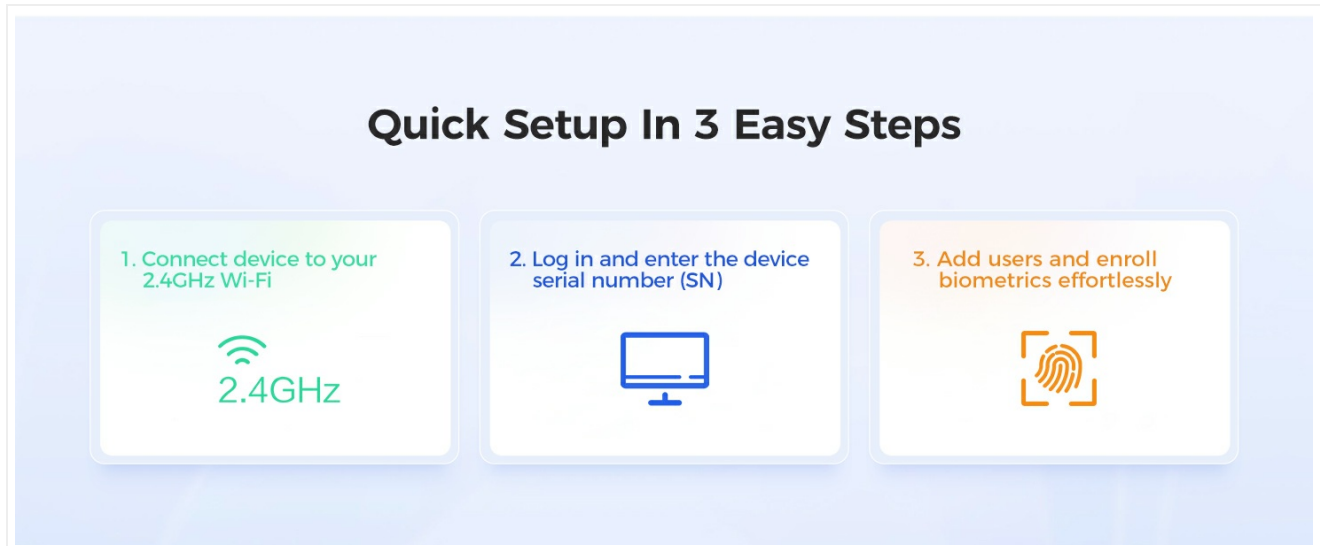 Quick Setup In 3 Easy Steps
1. Connect device to your
2.4GHz Wi-Fi
2.4GHz
2. Log in and enter the device
serial number (SN)
3. Add users and enroll
biometrics effortlessly